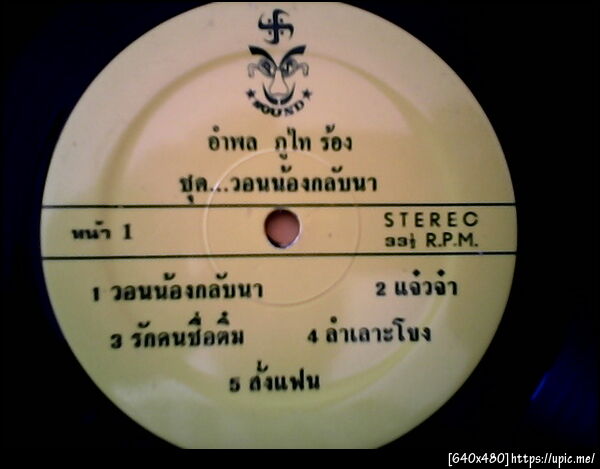 SOUND
อำพล ภูไท ร้อง
ชุด...วอนน้องกลับนา
หน้า 1
STEREO
33⅓ R.P.M.
1 วอนน้องกลับนา 2 แจ๋วจ๋า
3 รักคนชื่อติ๋ม 4 ลำเลาะโขง
5 สั่งแฟน
[640x480]https://upic.me/